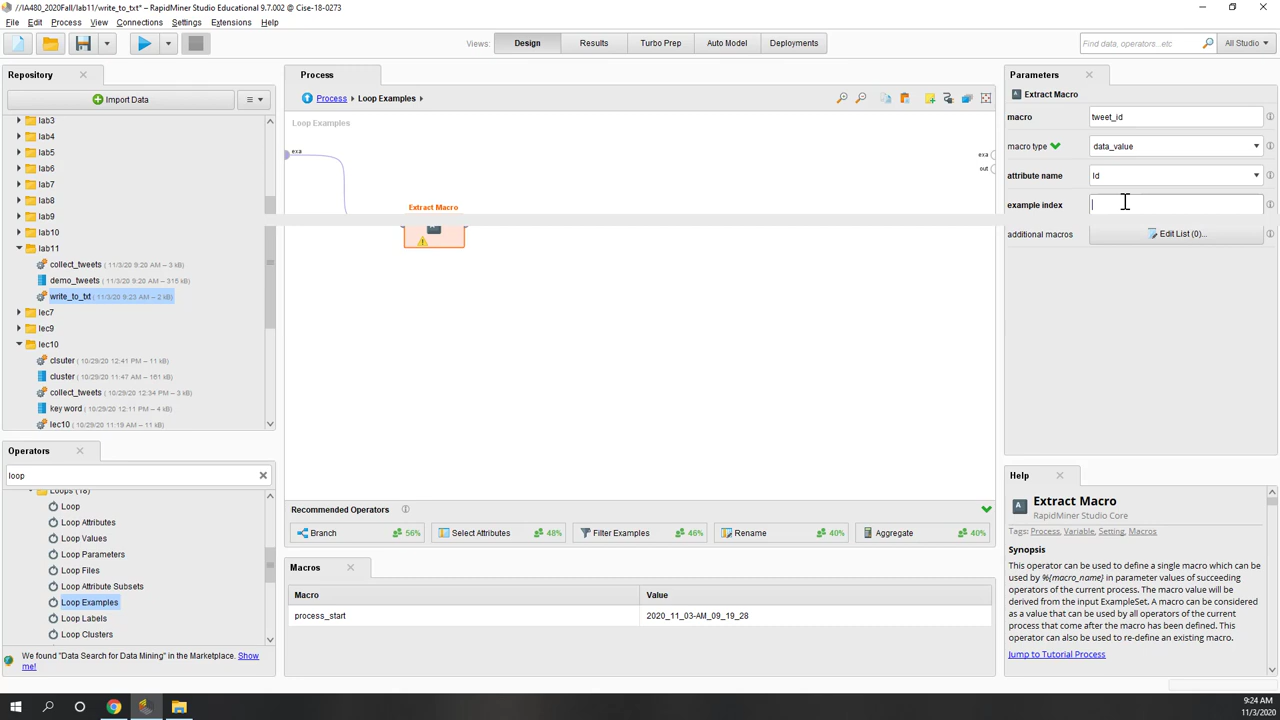 //IA480_2020Fall/lab11/write_to_txt* – RapidMiner Studio Educational 9.7.002 @ Cise-18-0273
File Edit Process View Connections Settings Extensions Help
Views: Design Results Turbo Prep Auto Model Deployments
Find data, operators...etc All Studio
Repository
Import Data
lab3
lab4
lab5
lab6
lab7
lab8
lab9
lab10
lab11
collect_tweets (11/3/20 9:20 AM – 3 kB)
demo_tweets (11/3/20 9:20 AM – 316 kB)
write_to_txt (11/3/20 9:23 AM – 2 kB)
lec7
lec9
lec10
clsuter (10/29/20 12:41 PM – 11 kB)
cluster (10/29/20 11:47 AM – 161 kB)
collect_tweets (10/29/20 12:34 PM – 3 kB)
key word (10/29/20 12:11 PM – 4 kB)
lec10 (10/29/20 11:19 AM – 11 kB)
Operators
loop
Loops (18)
Loop
Loop Attributes
Loop Values
Loop Parameters
Loop Files
Loop Attribute Subsets
Loop Examples
Loop Labels
Loop Clusters
We found "Data Search for Data Mining" in the Marketplace. Show me!
Process
Process Loop Examples
Loop Examples
exa
exa
out
Extract Macro
Recommended Operators
Branch 56%
Select Attributes 48%
Filter Examples 46%
Rename 40%
Aggregate 40%
Macros
Macro Value
process_start 2020_11_03-AM_09_19_28
Parameters
Extract Macro
macro tweet_id
macro type data_value
attribute name Id
example index
additional macros Edit List (0)...
Help
Extract Macro
RapidMiner Studio Core
Tags: Process, Variable, Setting, Macros
Synopsis
This operator can be used to define a single macro which can be
used by %{macro_name} in parameter values of succeeding
operators of the current process. The macro value will be
derived from the input ExampleSet. A macro can be considered
as a value that can be used by all operators of the current
process that come after the macro has been defined. This
operator can also be used to re-define an existing macro.
Jump to Tutorial Process
9:24 AM
11/3/2020